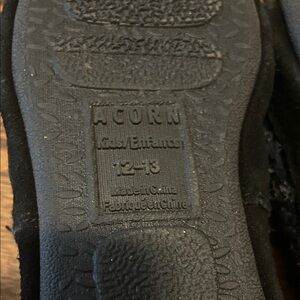 ACORN
Kids/Enfants
12-13
Made in China
Fabriqué en Chine